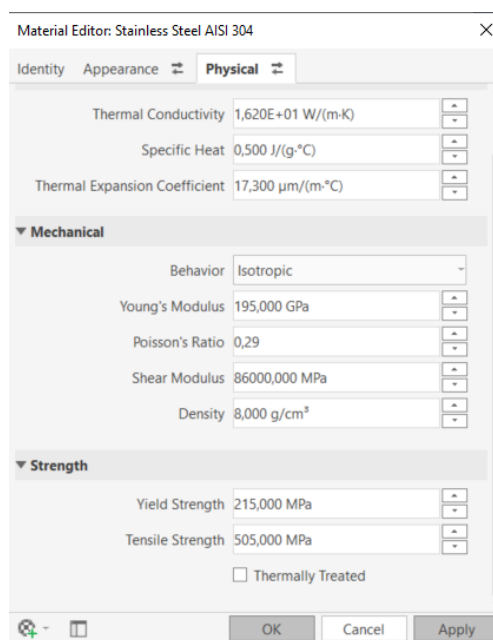 Material Editor: Stainless Steel AISI 304
Identity Appearance Physical
Thermal Conductivity 1,620E+01 W/(m·K)
Specific Heat 0,500 J/(g·°C)
Thermal Expansion Coefficient 17,300 µm/(m·°C)
Mechanical
Behavior Isotropic
Young's Modulus 195,000 GPa
Poisson's Ratio 0,29
Shear Modulus 86000,000 MPa
Density 8,000 g/cm³
Strength
Yield Strength 215,000 MPa
Tensile Strength 505,000 MPa
Thermally Treated
OK Cancel Apply